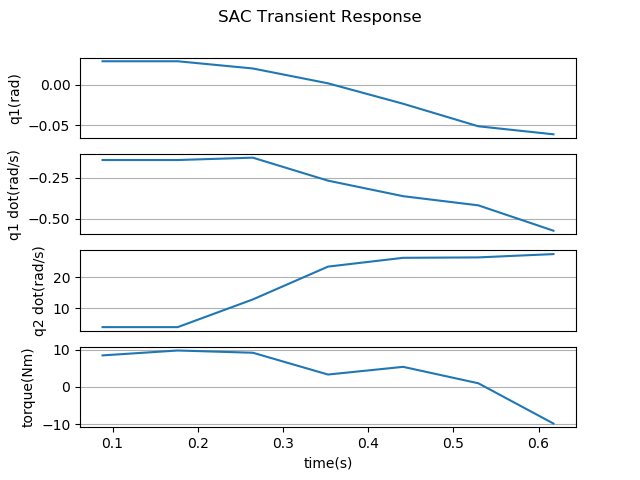 SAC Transient Response
q1(rad)
0.00
−0.05
q1 dot(rad/s)
−0.25
−0.50
q2 dot(rad/s)
20
10
torque(Nm)
10
0
−10
0.1 0.2 0.3 0.4 0.5 0.6
time(s)